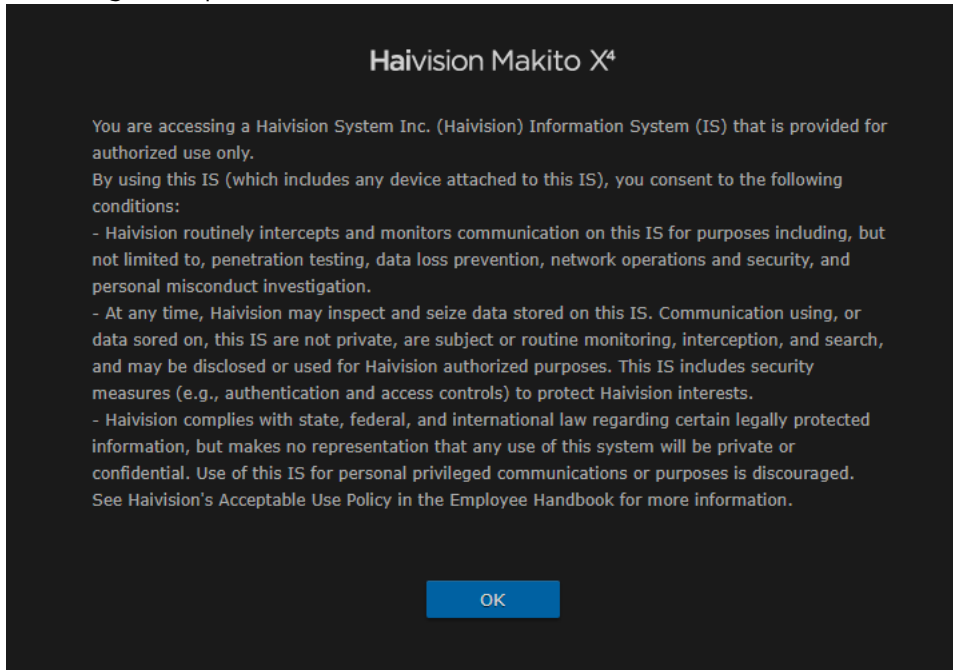 Haivision Makito X⁴
You are accessing a Haivision System Inc. (Haivision) Information System (IS) that is provided for
authorized use only.
By using this IS (which includes any device attached to this IS), you consent to the following
conditions:
- Haivision routinely intercepts and monitors communication on this IS for purposes including, but
not limited to, penetration testing, data loss prevention, network operations and security, and
personal misconduct investigation.
- At any time, Haivision may inspect and seize data stored on this IS. Communication using, or
data sored on, this IS are not private, are subject or routine monitoring, interception, and search,
and may be disclosed or used for Haivision authorized purposes. This IS includes security
measures (e.g., authentication and access controls) to protect Haivision interests.
- Haivision complies with state, federal, and international law regarding certain legally protected
information, but makes no representation that any use of this system will be private or
confidential. Use of this IS for personal privileged communications or purposes is discouraged.
See Haivision's Acceptable Use Policy in the Employee Handbook for more information.
OK